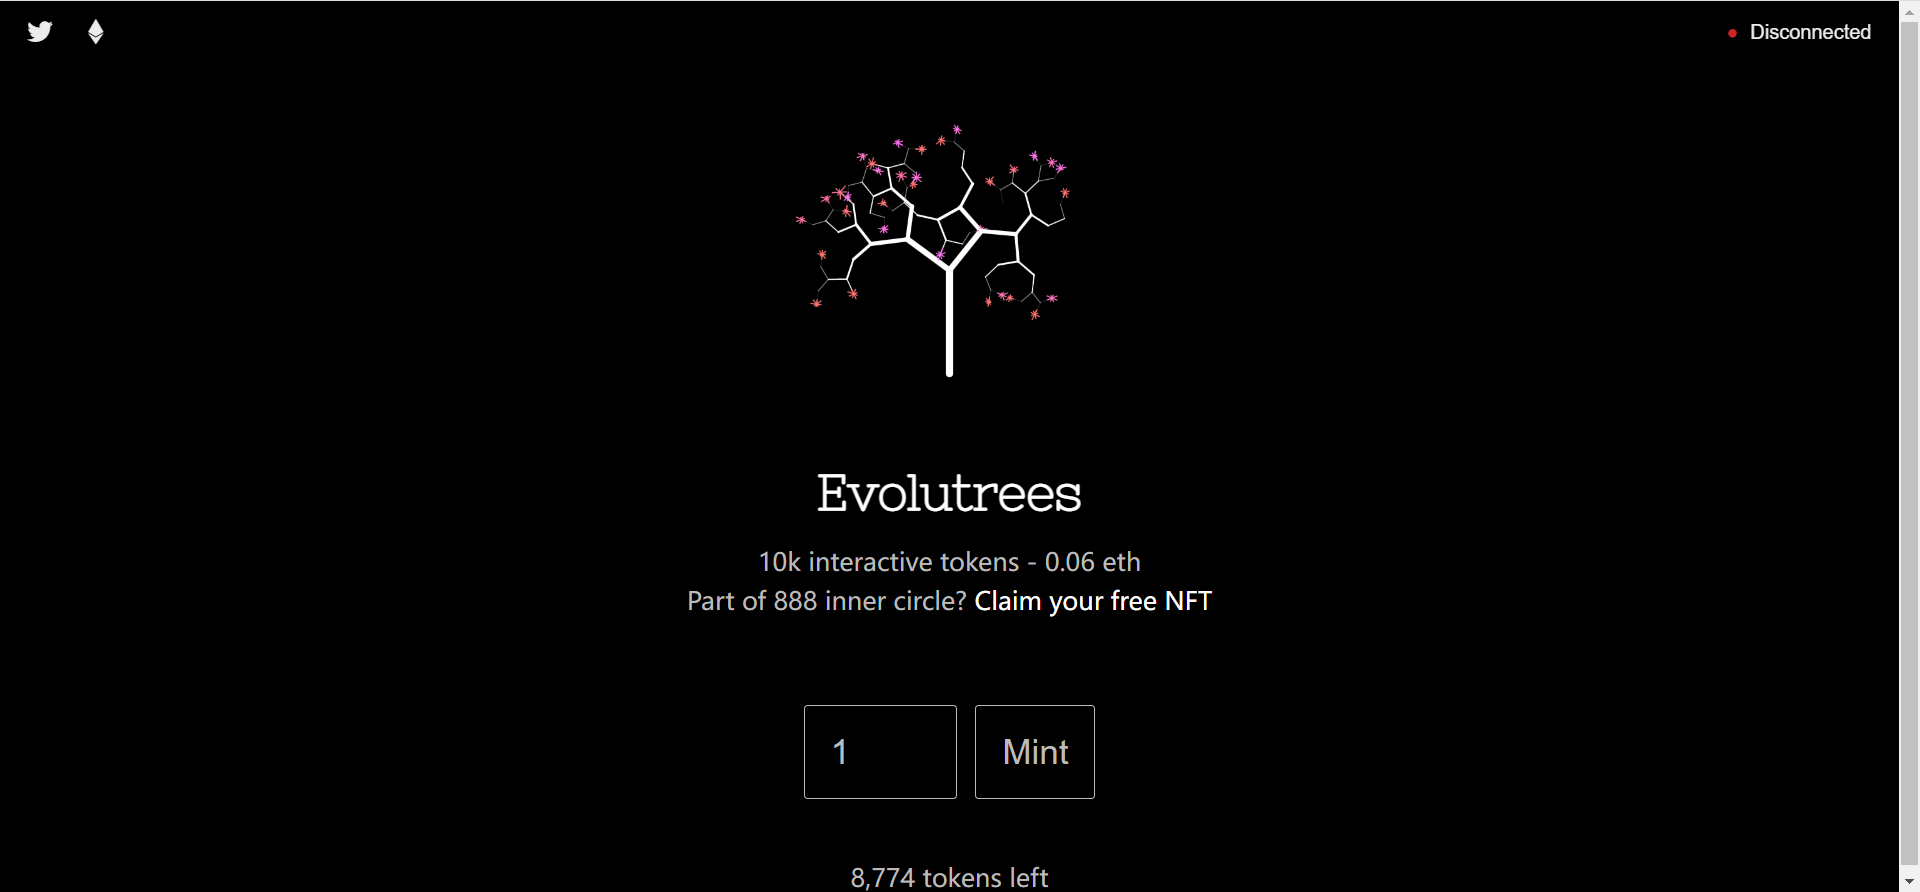 Disconnected
Evolutrees
10k interactive tokens - 0.06 eth
Part of 888 inner circle? Claim your free NFT
1
Mint
8,774 tokens left